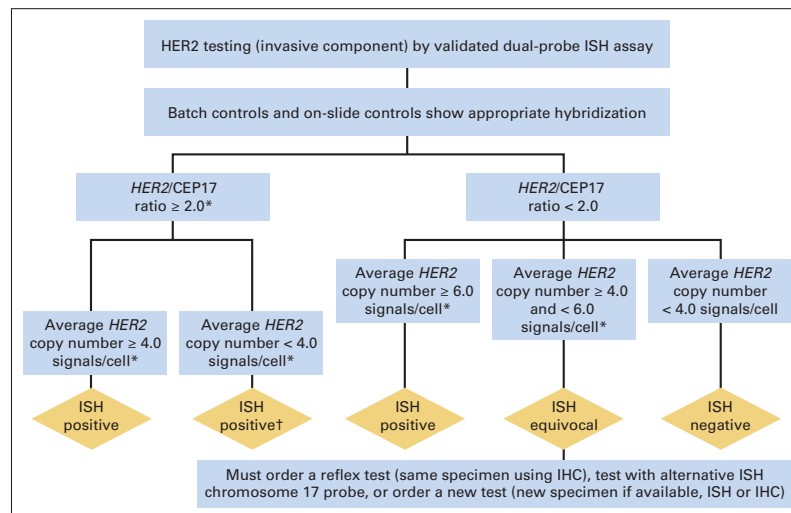 HER2 testing (invasive component) by validated dual-probe ISH assay
Batch controls and on-slide controls show appropriate hybridization
HER2/CEP17
ratio ≥ 2.0*
HER2/CEP17
ratio < 2.0
Average HER2
copy number ≥ 4.0
signals/cell*
Average HER2
copy number < 4.0
signals/cell*
Average HER2
copy number ≥ 6.0
signals/cell*
Average HER2
copy number ≥ 4.0
and < 6.0
signals/cell*
Average HER2
copy number
< 4.0 signals/cell
ISH
positive
ISH
positive†
ISH
positive
ISH
equivocal
ISH
negative
Must order a reflex test (same specimen using IHC), test with alternative ISH
chromosome 17 probe, or order a new test (new specimen if available, ISH or IHC)